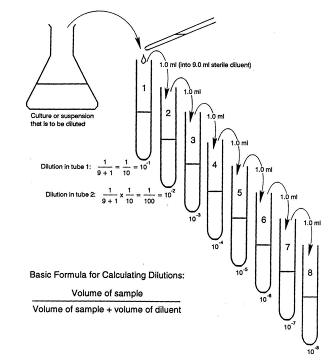 1.0 ml (into 9.0 ml sterile diluent)
1
1.0 ml
2
1.0 ml
3
1.0 ml
4
1.0 ml
5
1.0 ml
6
1.0 ml
7
1.0 ml
8
Culture or suspension
that is to be diluted
Dilution in tube 1: 1/(9 + 1) = 1/10 = 10⁻¹
Dilution in tube 2: 1/(9 + 1) x 1/10 = 1/100 = 10⁻²
10⁻³
10⁻⁴
10⁻⁵
10⁻⁶
10⁻⁷
10⁻⁸
Basic Formula for Calculating Dilutions:
Volume of sample
Volume of sample + volume of diluent